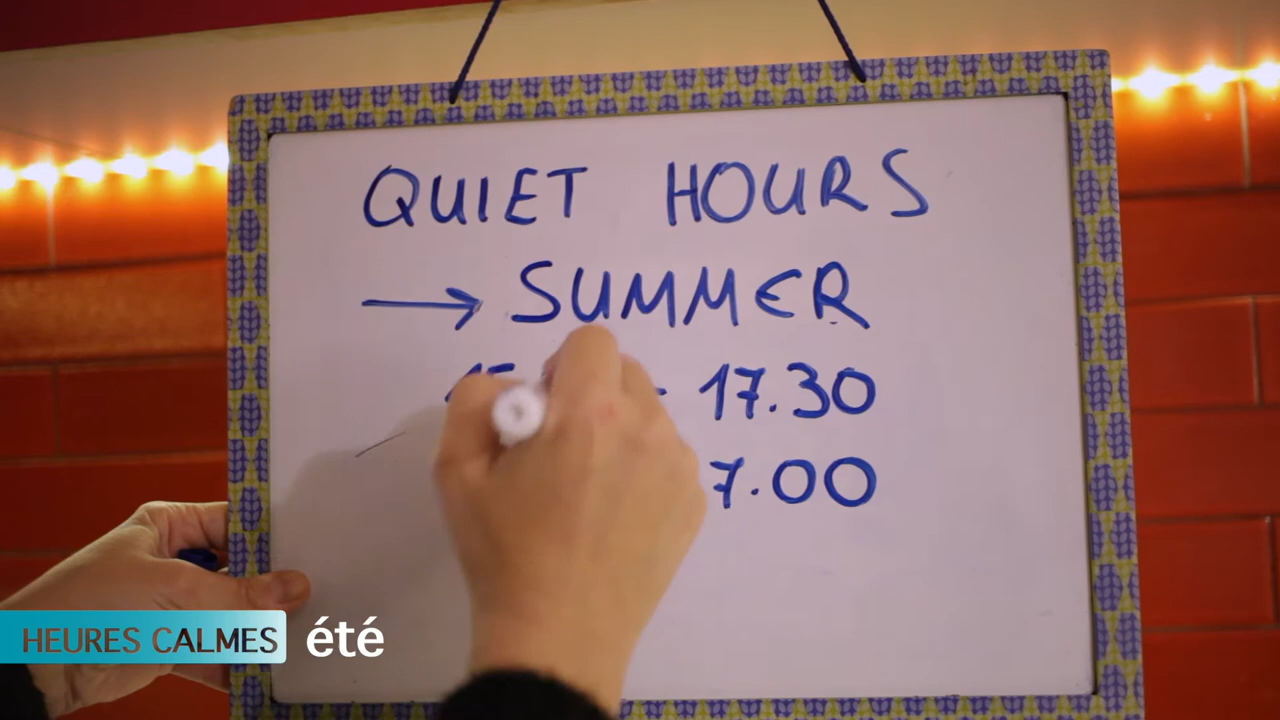 QUIET HOURS
→ SUMMER
- 17.30
7.00
HEURES CALMES été